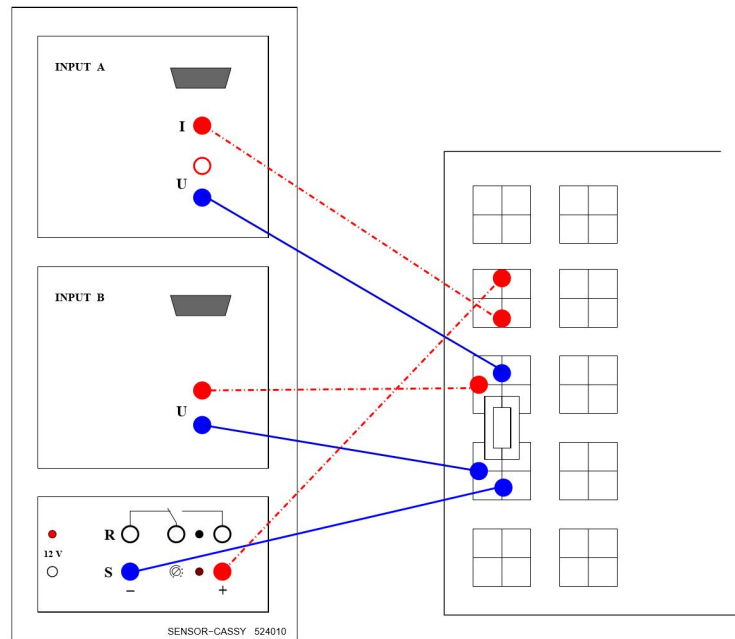 INPUT A
I
U
INPUT B
U
R
12 V
S
− +
SENSOR−CASSY 524010